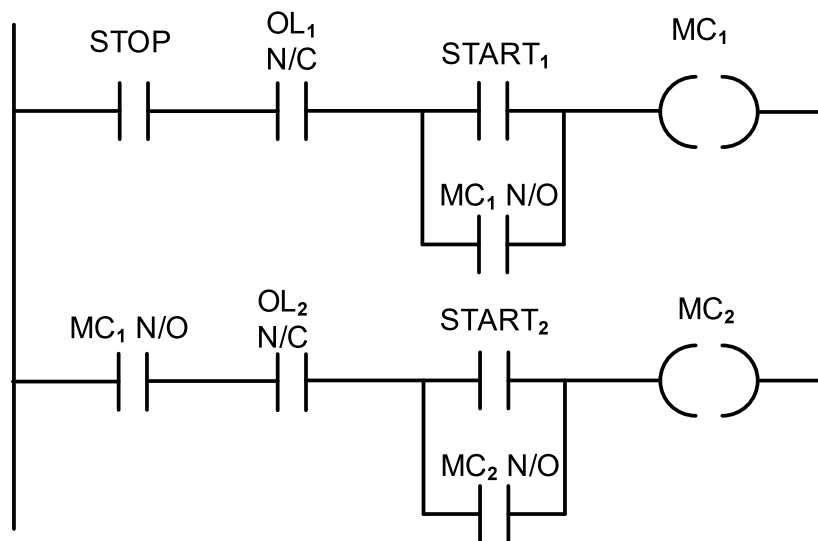 STOP
OL₁
N/C
START₁
MC₁
MC₁ N/O
MC₁ N/O
OL₂
N/C
START₂
MC₂
MC₂ N/O